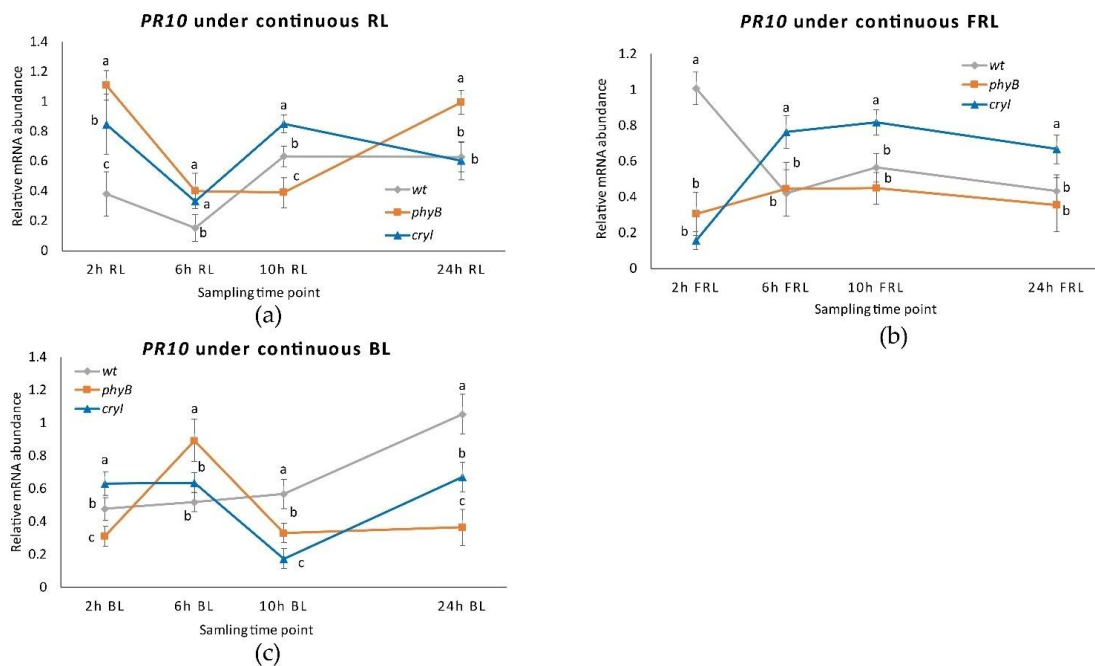 PR10 under continuous RL
Relative mRNA abundance
1.4
1.2
1
0.8
0.6
0.4
0.2
0
a
b
c
a
a
b
a
b
c
a
b
b
wt
phyB
cryI
2h RL
6h RL
10h RL
24h RL
Sampling time point
(a)
PR10 under continuous FRL
Relative mRNA abundance
1.2
1
0.8
0.6
0.4
0.2
0
a
b
b
a
b
b
a
b
b
a
b
b
wt
phyB
cryI
2h FRL
6h FRL
10h FRL
24h FRL
Sampling time point
(b)
PR10 under continuous BL
Relative mRNA abundance
1.4
1.2
1
0.8
0.6
0.4
0.2
0
wt
phyB
cryI
a
b
c
a
b
b
a
b
c
a
b
c
2h BL
6h BL
10h BL
24h BL
Samling time point
(c)